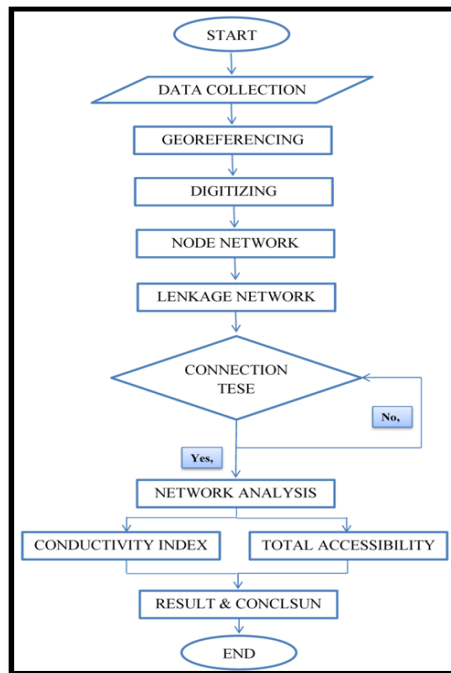 START
DATA COLLECTION
GEOREFERENCING
DIGITIZING
NODE NETWORK
LENKAGE NETWORK
CONNECTION
TESE
No,
Yes,
NETWORK ANALYSIS
CONDUCTIVITY INDEX
TOTAL ACCESSIBILITY
RESULT & CONCLSUN
END